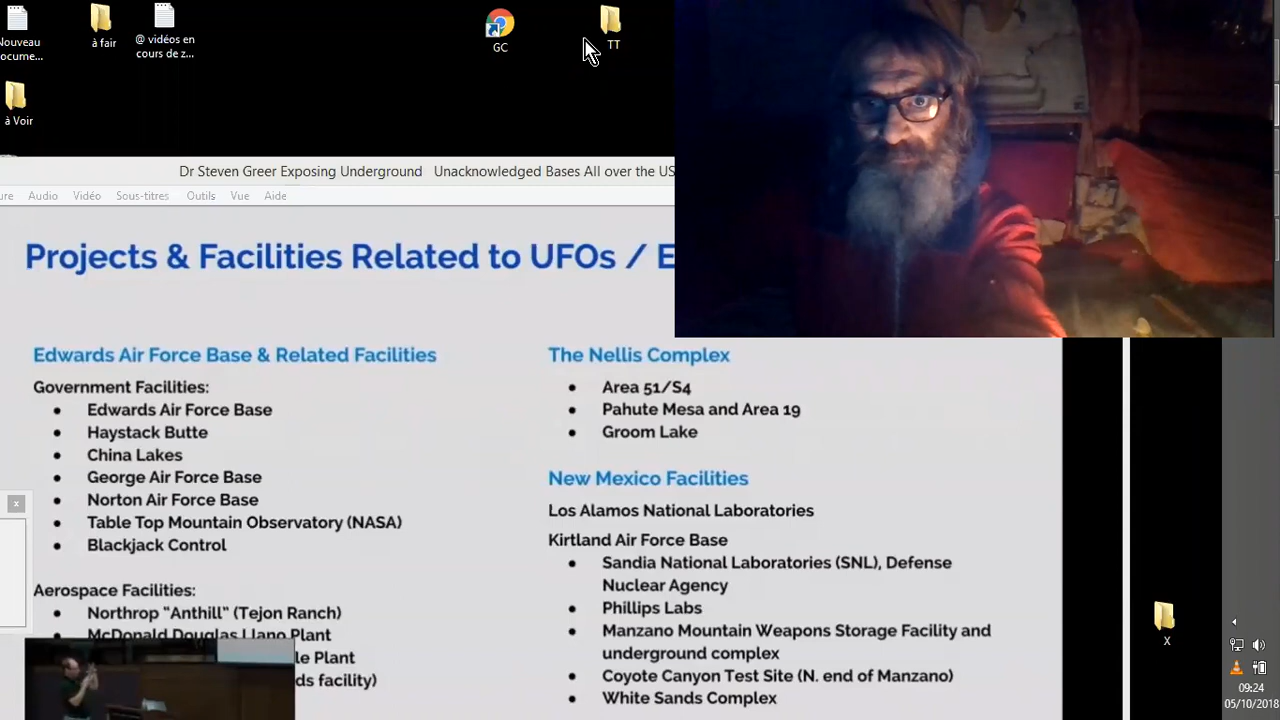 Nouveau
docume...
à fair
@ vidéos en
cours de z...
GC
TT
à Voir
Dr Steven Greer Exposing Underground Unacknowledged Bases All over the US
ure Audio Vidéo Sous-titres Outils Vue Aide
Projects & Facilities Related to UFOs / E
Edwards Air Force Base & Related Facilities
Government Facilities:
• Edwards Air Force Base
• Haystack Butte
• China Lakes
• George Air Force Base
• Norton Air Force Base
• Table Top Mountain Observatory (NASA)
• Blackjack Control
Aerospace Facilities:
• Northrop “Anthill” (Tejon Ranch)
• McDonald Douglas Llano Plant
le Plant
ds facility)
The Nellis Complex
• Area 51/S4
• Pahute Mesa and Area 19
• Groom Lake
New Mexico Facilities
Los Alamos National Laboratories
Kirtland Air Force Base
• Sandia National Laboratories (SNL), Defense
Nuclear Agency
• Phillips Labs
• Manzano Mountain Weapons Storage Facility and
underground complex
• Coyote Canyon Test Site (N. end of Manzano)
• White Sands Complex
X
09:24
05/10/2018